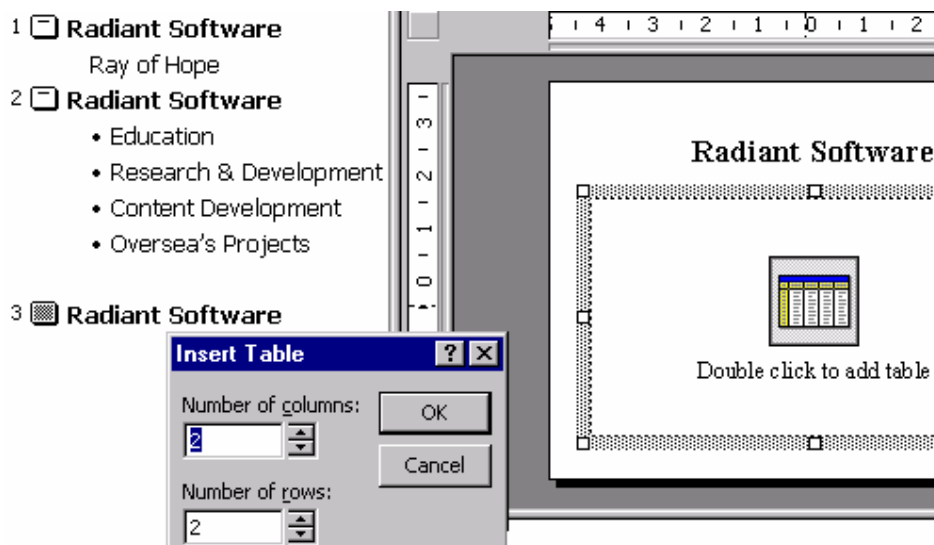 1 Radiant Software
Ray of Hope
2 Radiant Software
• Education
• Research & Development
• Content Development
• Oversea's Projects
3 Radiant Software
Insert Table ? ×
Number of columns:
2
OK
Cancel
Number of rows:
2
4 3 2 1 0 1 2
3
2
1
0
Radiant Software
Double click to add table